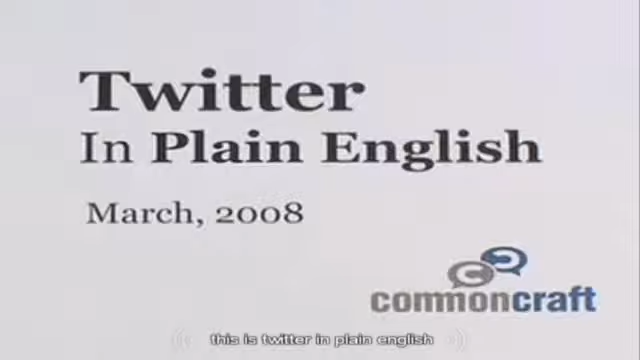 Twitter
In Plain English
March, 2008
commoncraft
this is twitter in plain english